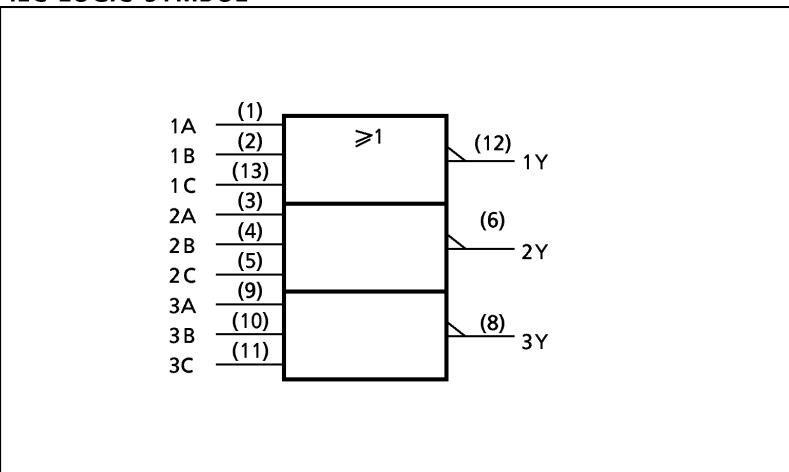 IEC LOGIC SYMBOL
1A (1) ⩾1
1B (2) (12) 1Y
1C (13)
2A (3)
2B (4) (6) 2Y
2C (5)
3A (9)
3B (10) (8) 3Y
3C (11)